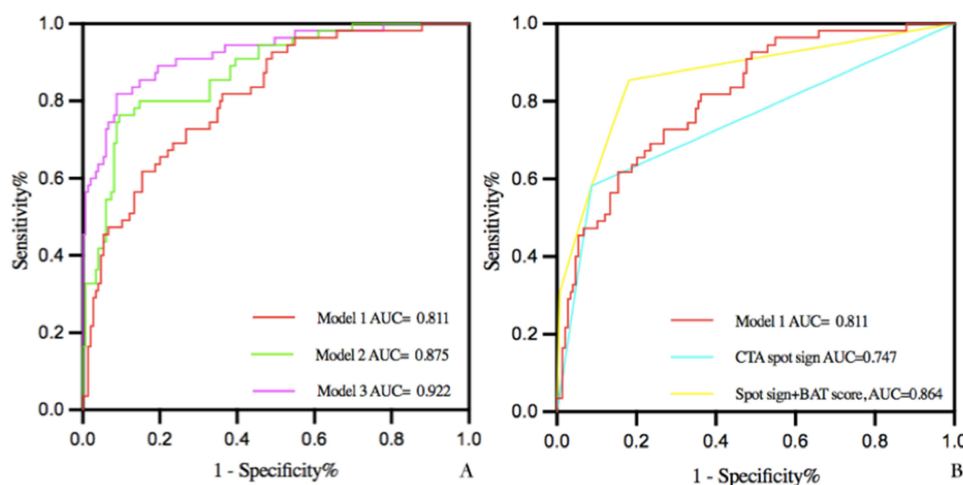 1.0
0.8
0.6
0.4
0.2
0.0
Sensitivity%
Model 1 AUC= 0.811
Model 2 AUC= 0.875
Model 3 AUC= 0.922
0.0 0.2 0.4 0.6 0.8 1.0
1 - Specificity%
A
1.0
0.8
0.6
0.4
0.2
0.0
Sensitivity%
Model 1 AUC= 0.811
CTA spot sign AUC=0.747
Spot sign+BAT score, AUC=0.864
0.0 0.2 0.4 0.6 0.8 1.0
1 - Specificity%
B